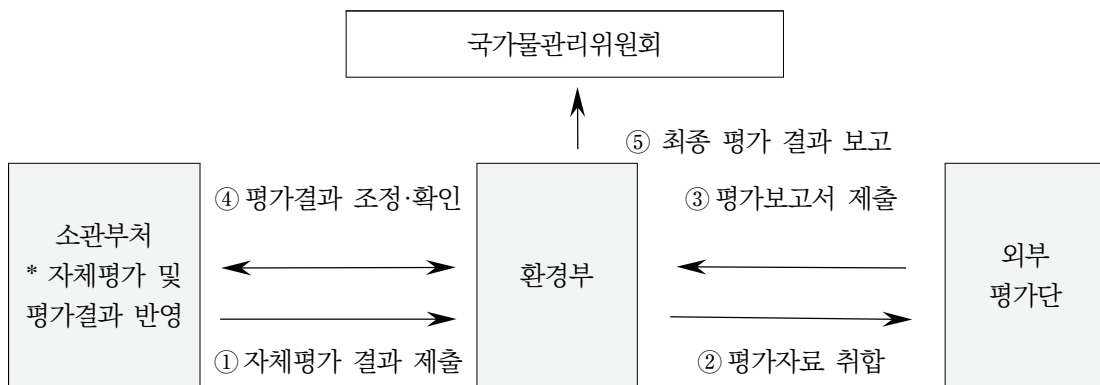 국가물관리위원회
⑤ 최종 평가 결과 보고
④ 평가결과 조정·확인
③ 평가보고서 제출
소관부처
* 자체평가 및
평가결과 반영
환경부
외부
평가단
① 자체평가 결과 제출
② 평가자료 취합